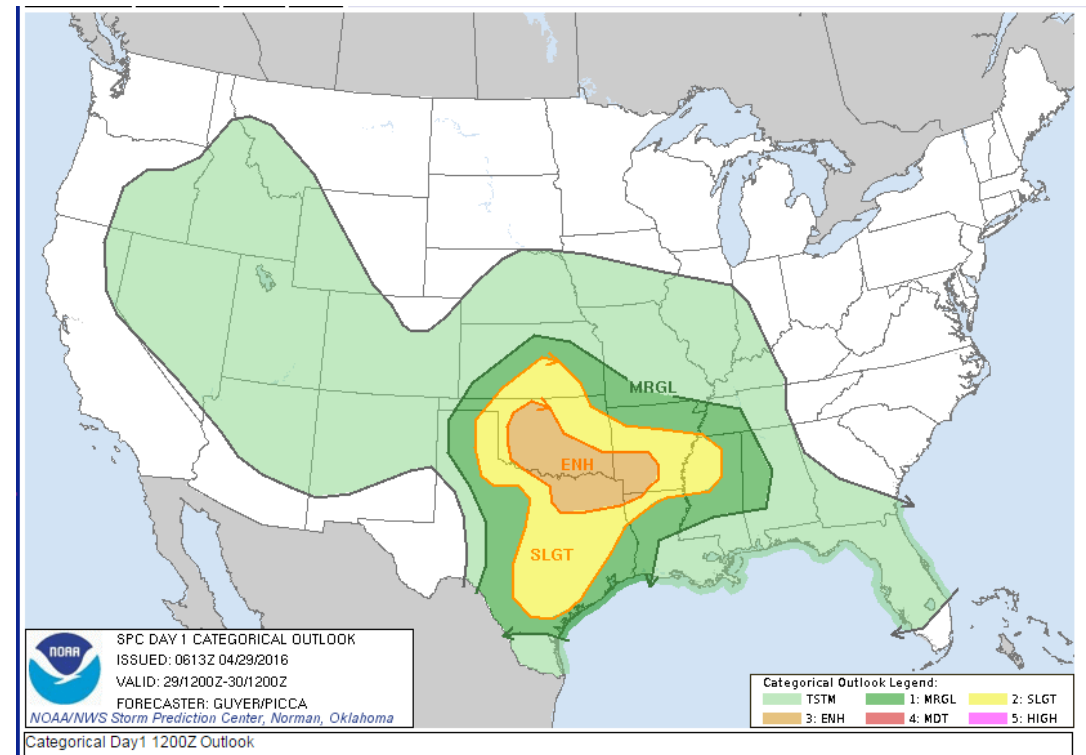 MRGL
ENH
SLGT
NOAA
SPC DAY 1 CATEGORICAL OUTLOOK
ISSUED: 0613Z 04/29/2016
VALID: 29/1200Z-30/1200Z
FORECASTER: GUYER/PICCA
NOAA/NWS Storm Prediction Center, Norman, Oklahoma
Categorical Outlook Legend:
TSTM 1: MRGL 2: SLGT
3: ENH 4: MDT 5: HIGH
Categorical Day1 1200Z Outlook